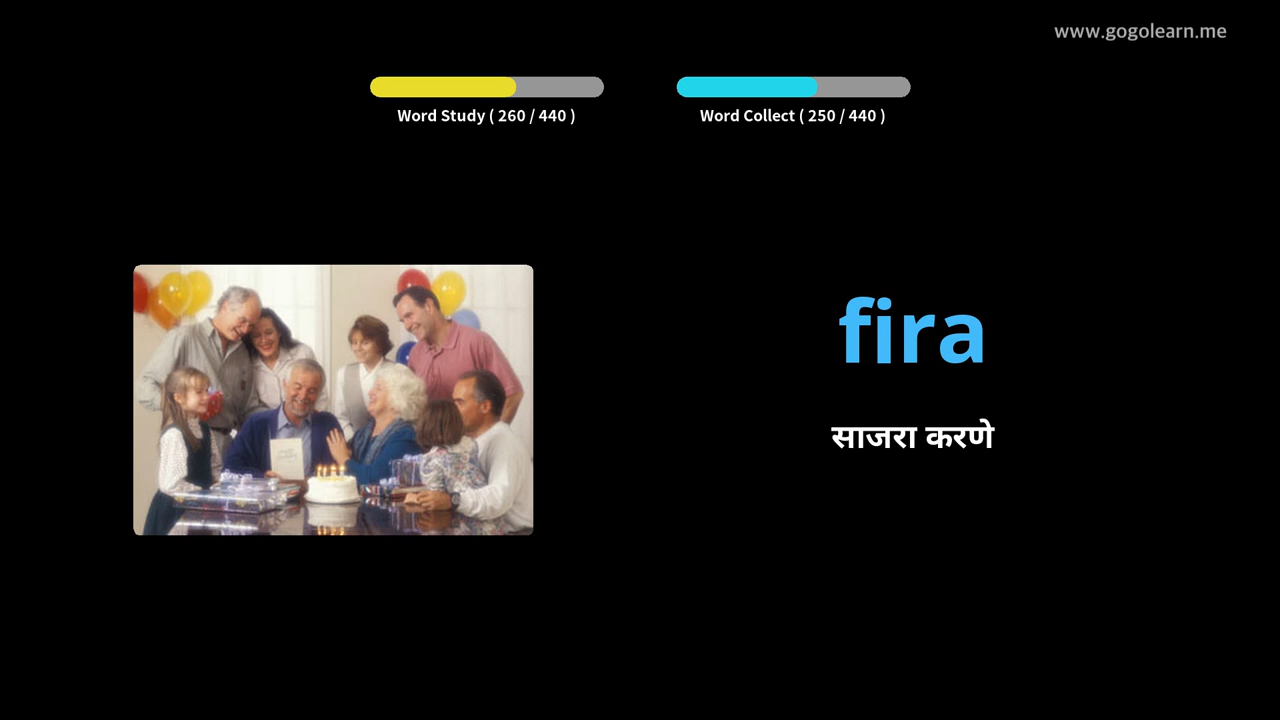 www.gogolearn.me
Word Study ( 260 / 440 )
Word Collect ( 250 / 440 )
fira
साजरा करणे